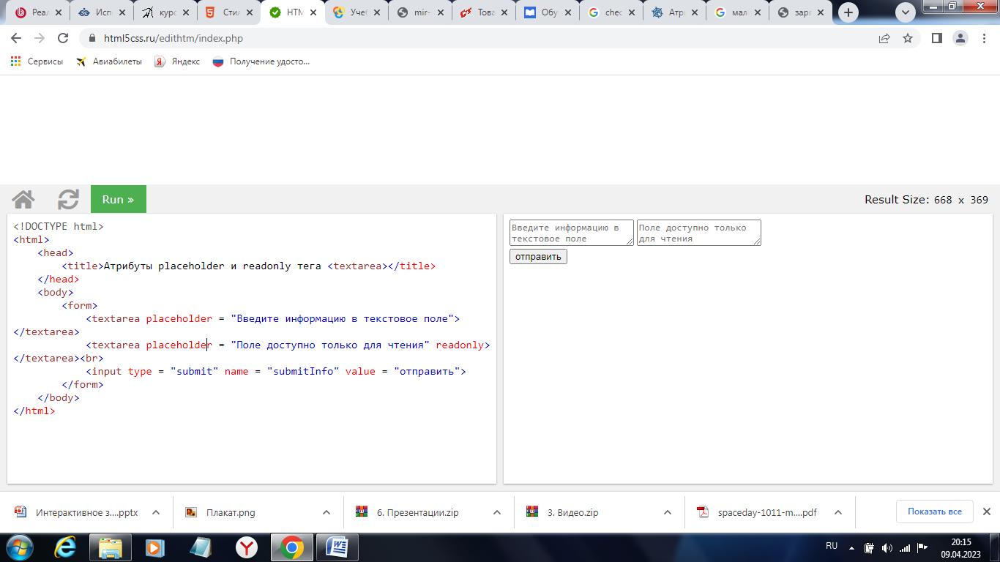 Реал
Исп
курс
Стил
HTM
Учеб
mir-
Това
Обу
chec
Атри
G мал
заря
html5css.ru/edithtm/index.php
Сервисы Авиабилеты Яндекс Получение удосто...
Run »
Result Size: 668 x 369
<!DOCTYPE html>
<html>
<head>
<title>Атрибуты placeholder и readonly тега <textarea></title>
</head>
<body>
<form>
<textarea placeholder = "Введите информацию в текстовое поле">
</textarea>
<textarea placeholder = "Поле доступно только для чтения" readonly>
</textarea><br>
<input type = "submit" name = "submitInfo" value = "отправить">
</form>
</body>
</html>
Введите информацию в
текстовое поле
Поле доступно только
для чтения
отправить
Интерактивное з....pptx
Плакат.png
6. Презентации.zip
3. Видео.zip
spaceday-1011-m....pdf
Показать все
RU
20:15
09.04.2023